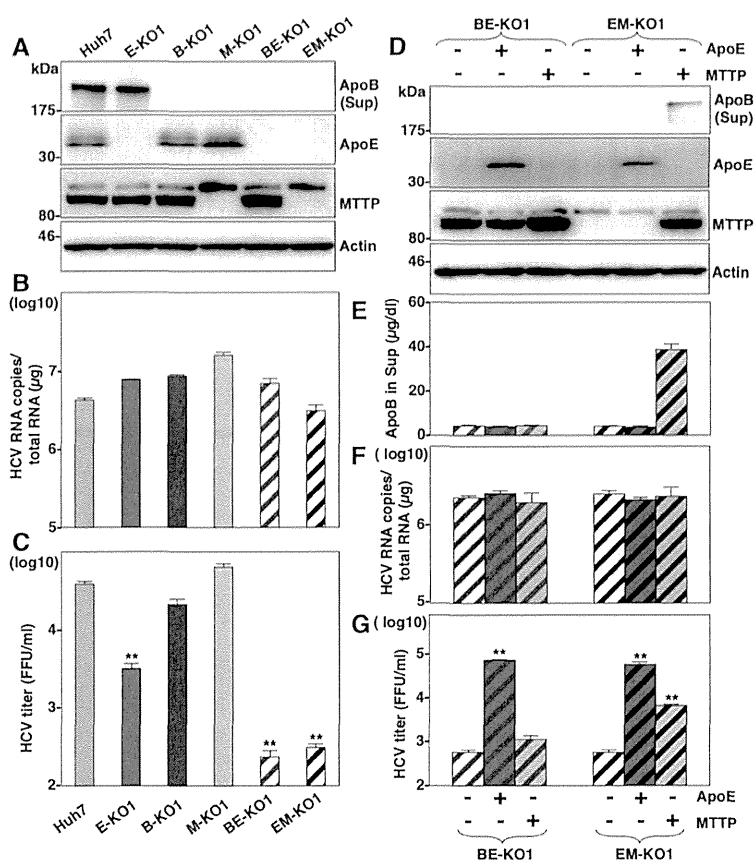 A
Huh7 E-KO1 B-KO1 M-KO1 BE-KO1 EM-KO1
kDa
175
ApoB
(Sup)
30
ApoE
80
MTTP
46
Actin
B
(log10)
HCV RNA copies/
total RNA (µg)
7
6
5
C
(log10)
HCV titer (FFU/ml)
4
3
2
**
**
**
Huh7 E-KO1 B-KO1 M-KO1 BE-KO1 EM-KO1
D
BE-KO1 EM-KO1
- + - - + - ApoE
- - + - - + MTTP
kDa
175
ApoB
(Sup)
30
ApoE
80
MTTP
46
Actin
E
ApoB in Sup (µg/dl)
60
40
20
0
F
( log10)
HCV RNA copies/
total RNA (µg)
6
5
G
( log10)
HCV titer (FFU/ml)
5
4
3
2
**
**
**
ApoE - + - - + -
MTTP - - + - - +
BE-KO1 EM-KO1